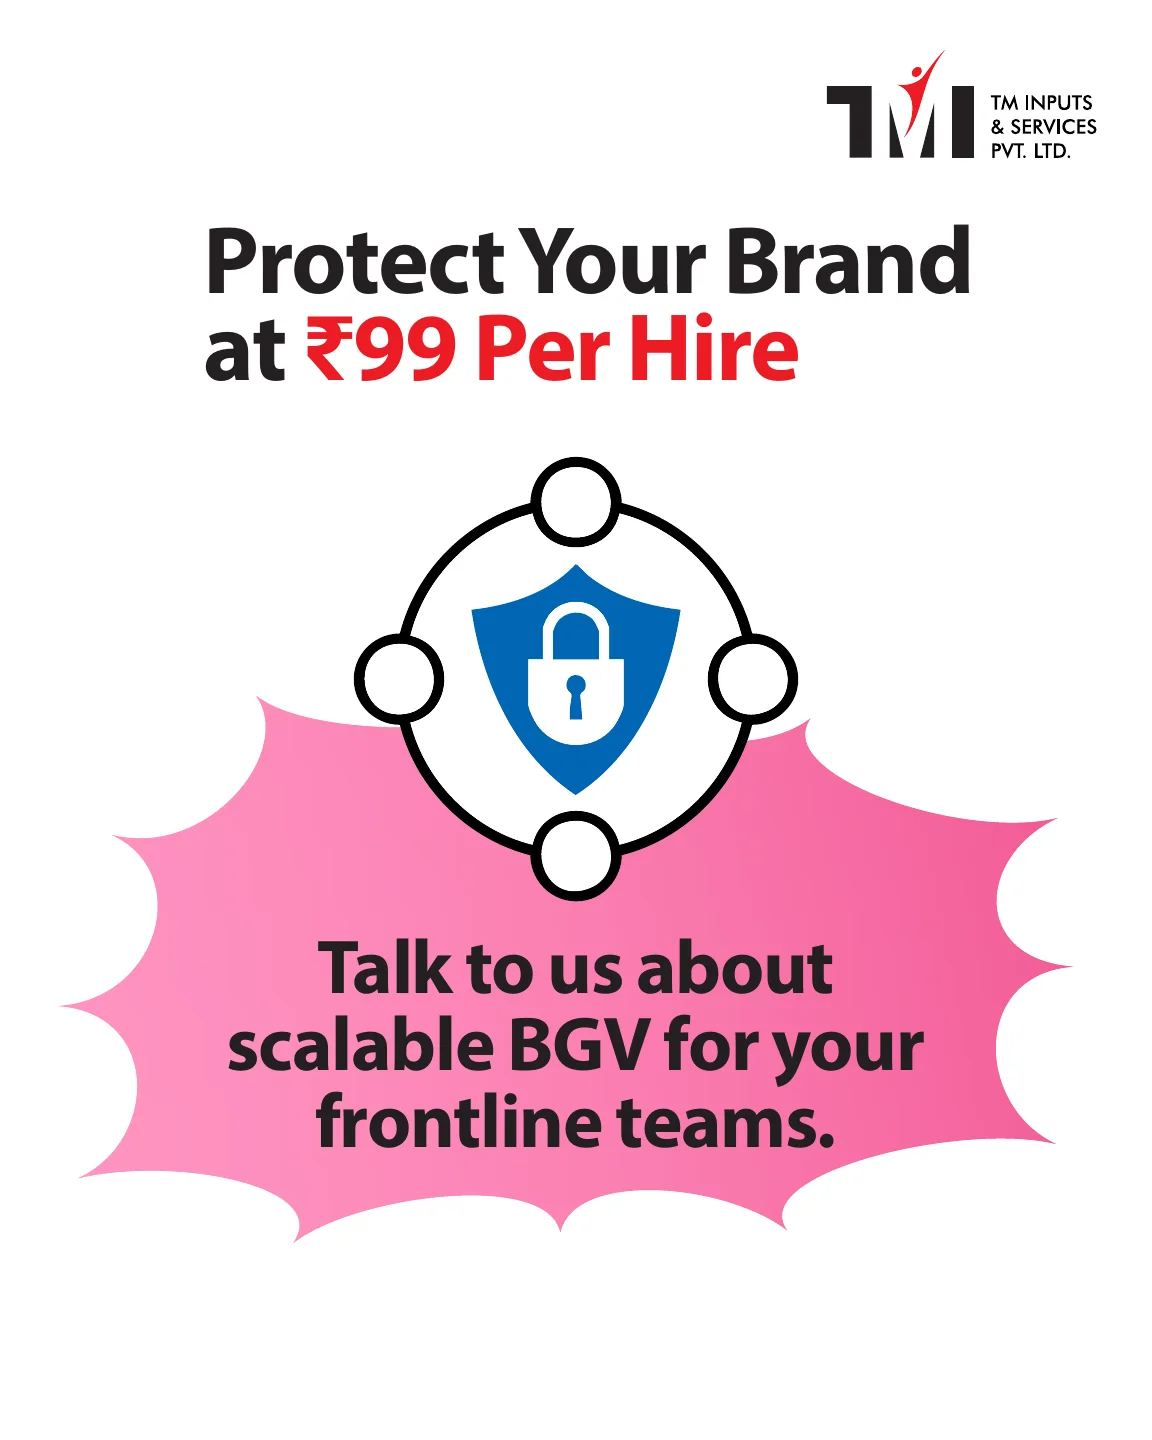 TMI
TM INPUTS
& SERVICES
PVT. LTD.
Protect Your Brand
at ₹99 Per Hire
Talk to us about
scalable BGV for your
frontline teams.